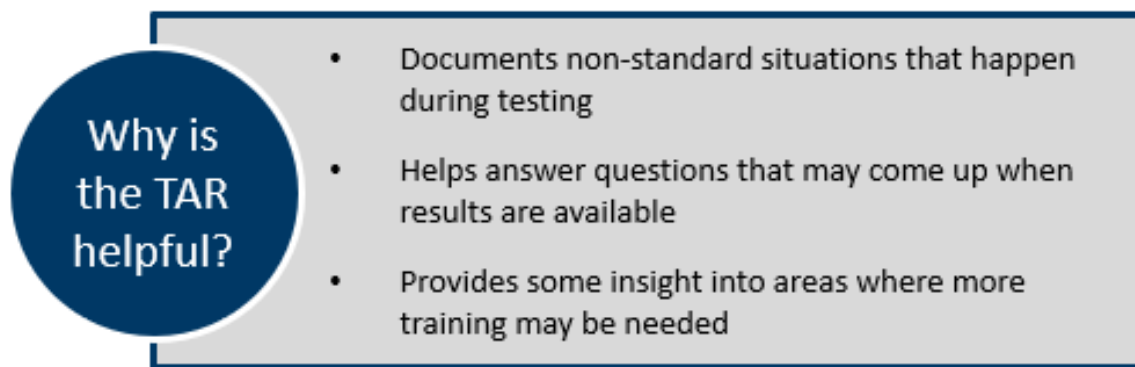 Why is
the TAR
helpful?
• Documents non-standard situations that happen
during testing
• Helps answer questions that may come up when
results are available
• Provides some insight into areas where more
training may be needed